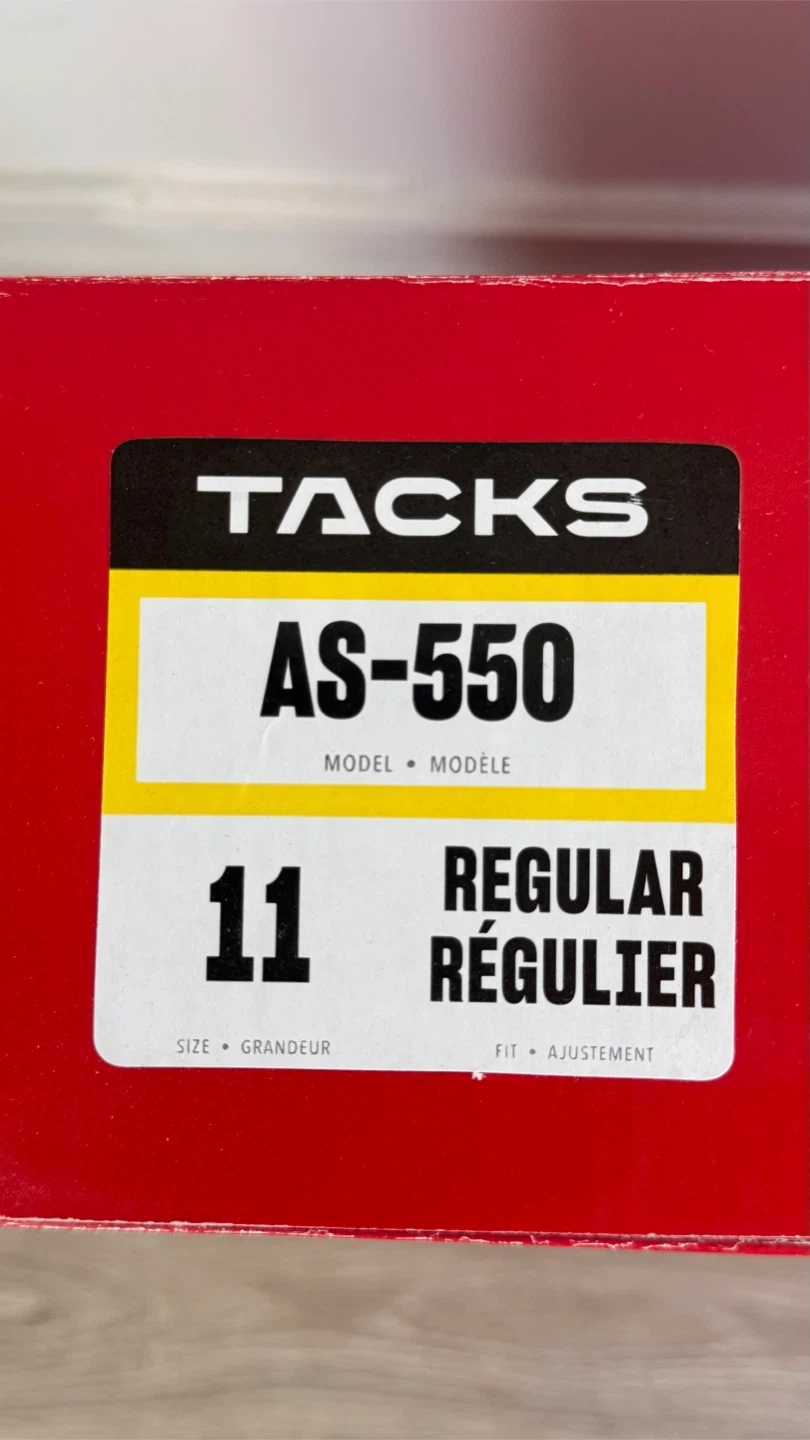 TACKS
AS-550
MODEL • MODÈLE
11
REGULAR
RÉGULIER
SIZE • GRANDEUR
FIT • AJUSTEMENT